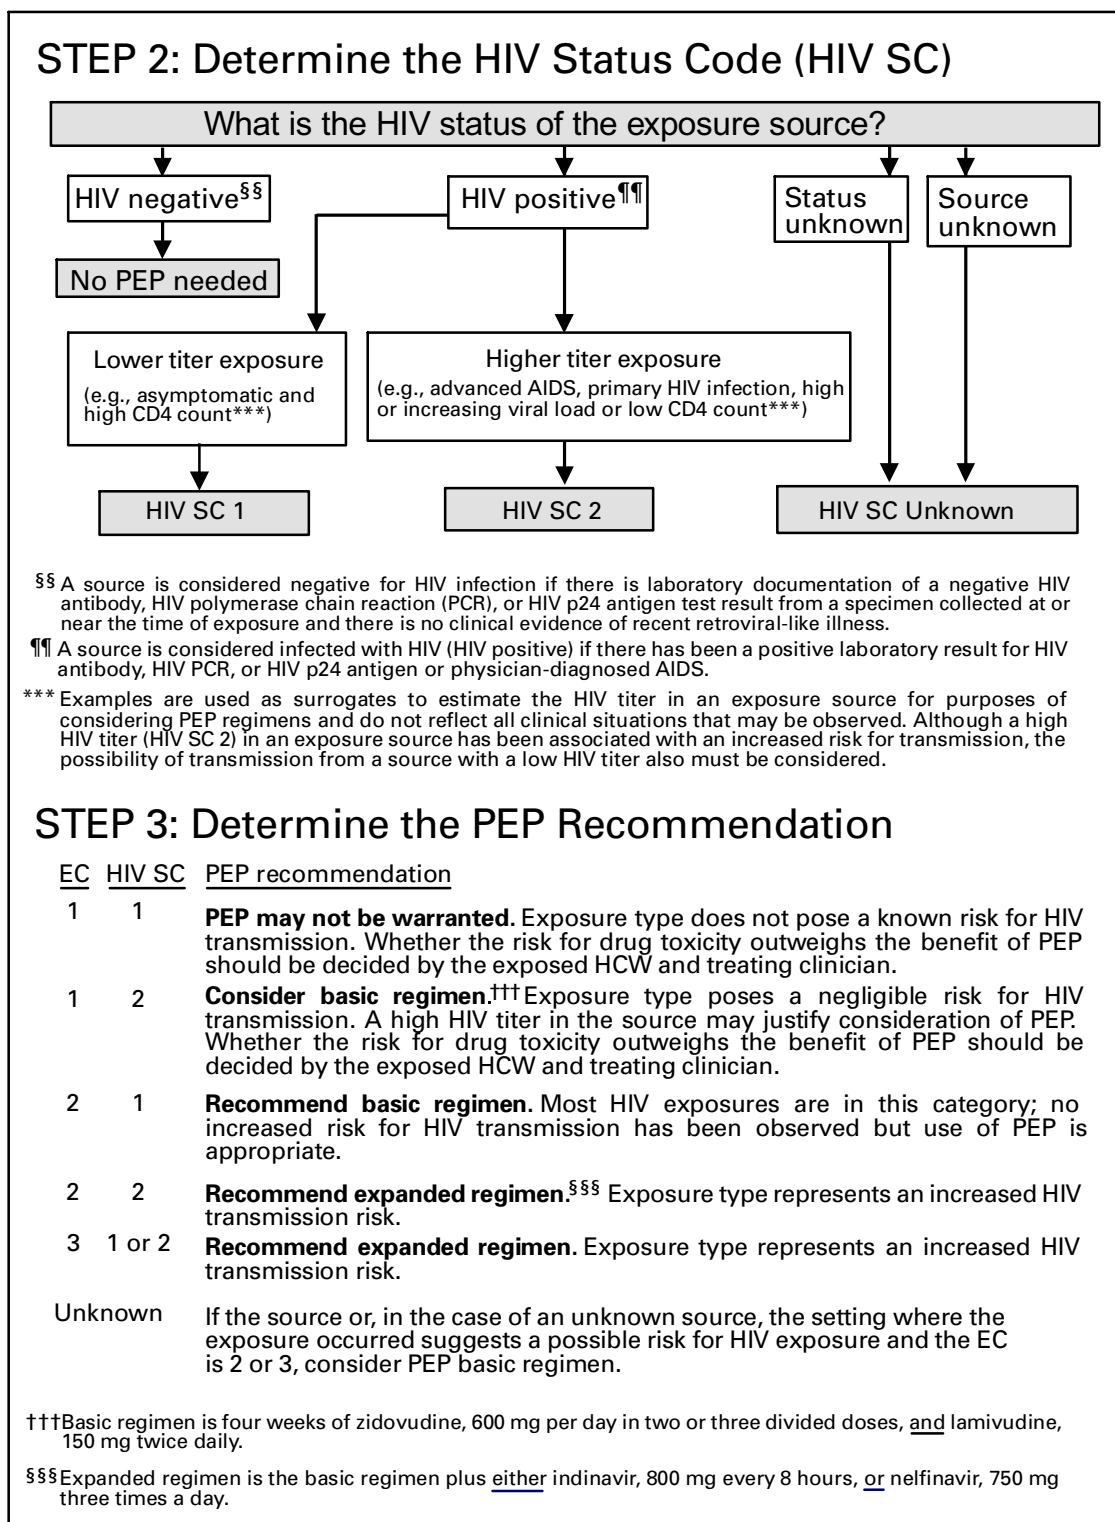 STEP 2: Determine the HIV Status Code (HIV SC)
What is the HIV status of the exposure source?
HIV negative§§
HIV positive¶¶
Status
unknown
Source
unknown
No PEP needed
Lower titer exposure
(e.g., asymptomatic and
high CD4 count***)
Higher titer exposure
(e.g., advanced AIDS, primary HIV infection, high
or increasing viral load or low CD4 count***)
HIV SC 1
HIV SC 2
HIV SC Unknown
§§ A source is considered negative for HIV infection if there is laboratory documentation of a negative HIV
antibody, HIV polymerase chain reaction (PCR), or HIV p24 antigen test result from a specimen collected at or
near the time of exposure and there is no clinical evidence of recent retroviral-like illness.
¶¶ A source is considered infected with HIV (HIV positive) if there has been a positive laboratory result for HIV
antibody, HIV PCR, or HIV p24 antigen or physician-diagnosed AIDS.
*** Examples are used as surrogates to estimate the HIV titer in an exposure source for purposes of
considering PEP regimens and do not reflect all clinical situations that may be observed. Although a high
HIV titer (HIV SC 2) in an exposure source has been associated with an increased risk for transmission, the
possibility of transmission from a source with a low HIV titer also must be considered.
STEP 3: Determine the PEP Recommendation
EC HIV SC PEP recommendation
1 1 PEP may not be warranted. Exposure type does not pose a known risk for HIV
transmission. Whether the risk for drug toxicity outweighs the benefit of PEP
should be decided by the exposed HCW and treating clinician.
1 2 Consider basic regimen.††† Exposure type poses a negligible risk for HIV
transmission. A high HIV titer in the source may justify consideration of PEP.
Whether the risk for drug toxicity outweighs the benefit of PEP should be
decided by the exposed HCW and treating clinician.
2 1 Recommend basic regimen. Most HIV exposures are in this category; no
increased risk for HIV transmission has been observed but use of PEP is
appropriate.
2 2 Recommend expanded regimen.§§§ Exposure type represents an increased HIV
transmission risk.
3 1 or 2 Recommend expanded regimen. Exposure type represents an increased HIV
transmission risk.
Unknown If the source or, in the case of an unknown source, the setting where the
exposure occurred suggests a possible risk for HIV exposure and the EC
is 2 or 3, consider PEP basic regimen.
†††Basic regimen is four weeks of zidovudine, 600 mg per day in two or three divided doses, and lamivudine,
150 mg twice daily.
§§§Expanded regimen is the basic regimen plus either indinavir, 800 mg every 8 hours, or nelfinavir, 750 mg
three times a day.